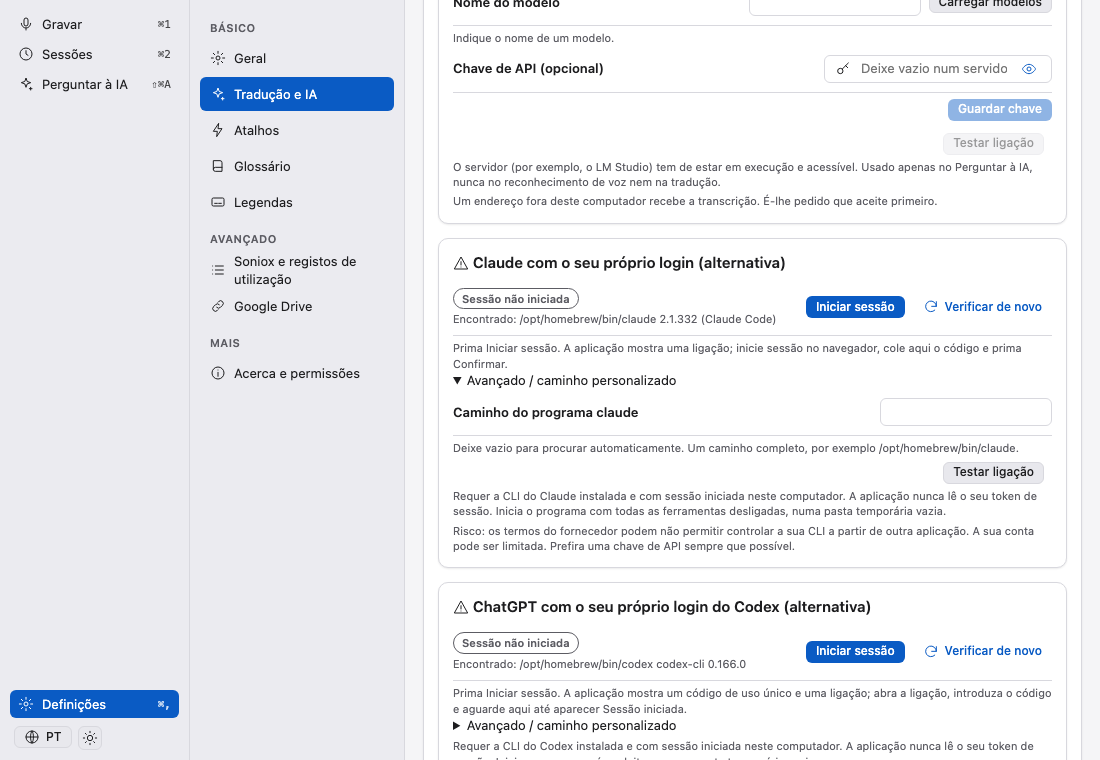 Gravar ⌘1
Sessões ⌘2
Perguntar à IA ⇧⌘A
Definições ⌘,
PT
BÁSICO
Geral
Tradução e IA
Atalhos
Glossário
Legendas
AVANÇADO
Soniox e registos de
utilização
Google Drive
MAIS
Acerca e permissões
Nome do modelo
Carregar modelos
Indique o nome de um modelo.
Chave de API (opcional)
Deixe vazio num servido
Guardar chave
Testar ligação
O servidor (por exemplo, o LM Studio) tem de estar em execução e acessível. Usado apenas no Perguntar à IA,
nunca no reconhecimento de voz nem na tradução.
Um endereço fora deste computador recebe a transcrição. É-lhe pedido que aceite primeiro.
Claude com o seu próprio login (alternativa)
Sessão não iniciada
Encontrado: /opt/homebrew/bin/claude 2.1.332 (Claude Code)
Iniciar sessão
Verificar de novo
Prima Iniciar sessão. A aplicação mostra uma ligação; inicie sessão no navegador, cole aqui o código e prima
Confirmar.
Avançado / caminho personalizado
Caminho do programa claude
Deixe vazio para procurar automaticamente. Um caminho completo, por exemplo /opt/homebrew/bin/claude.
Testar ligação
Requer a CLI do Claude instalada e com sessão iniciada neste computador. A aplicação nunca lê o seu token de
sessão. Inicia o programa com todas as ferramentas desligadas, numa pasta temporária vazia.
Risco: os termos do fornecedor podem não permitir controlar a sua CLI a partir de outra aplicação. A sua conta
pode ser limitada. Prefira uma chave de API sempre que possível.
ChatGPT com o seu próprio login do Codex (alternativa)
Sessão não iniciada
Encontrado: /opt/homebrew/bin/codex codex-cli 0.166.0
Iniciar sessão
Verificar de novo
Prima Iniciar sessão. A aplicação mostra um código de uso único e uma ligação; abra a ligação, introduza o código
e aguarde aqui até aparecer Sessão iniciada.
Avançado / caminho personalizado
Requer a CLI do Codex instalada e com sessão iniciada neste computador. A aplicação nunca lê o seu token de